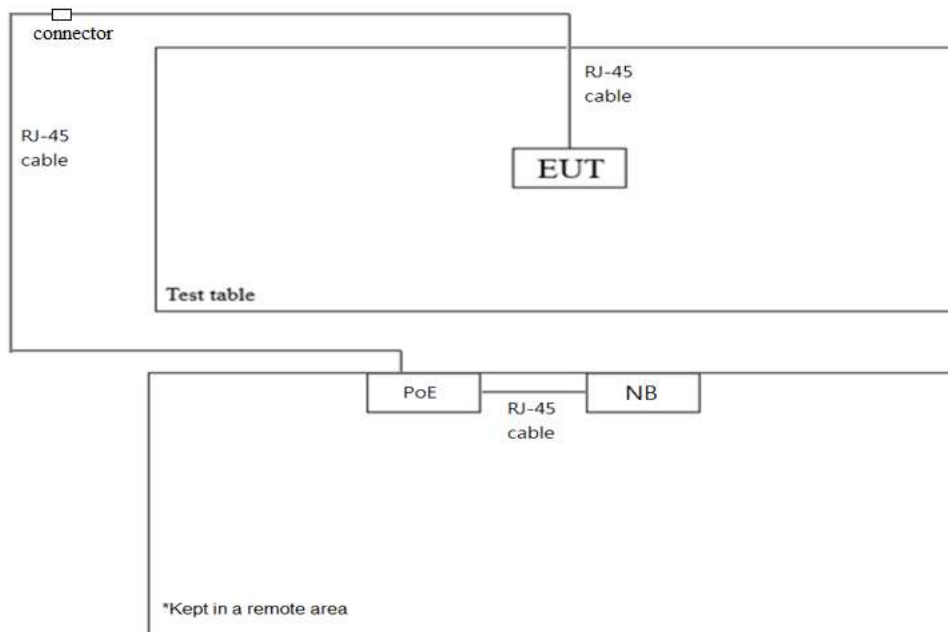 connector
RJ-45
cable
RJ-45
cable
EUT
Test table
PoE
NB
RJ-45
cable
*Kept in a remote area